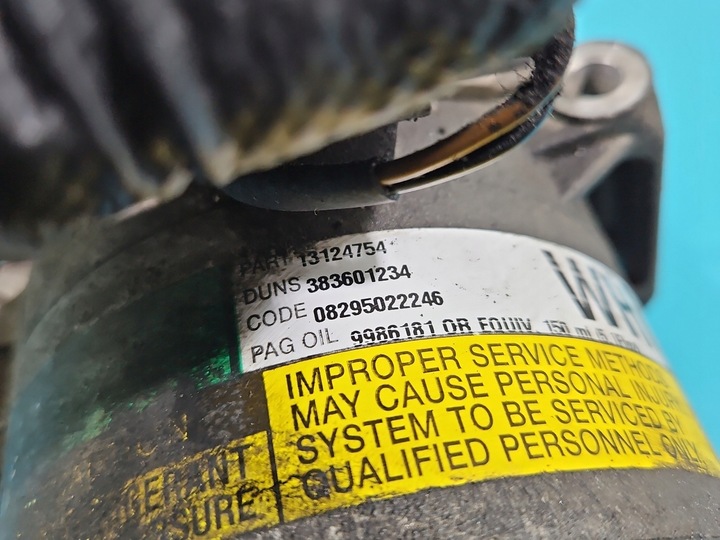 PART 13124754
DUNS 383601234
CODE 08295022246
PAG OIL 9986181 OR EQUIV. 150 ml
IMPROPER SERVICE METHODS
MAY CAUSE PERSONAL INJURY
SYSTEM TO BE SERVICED BY
QUALIFIED PERSONNEL ONLY